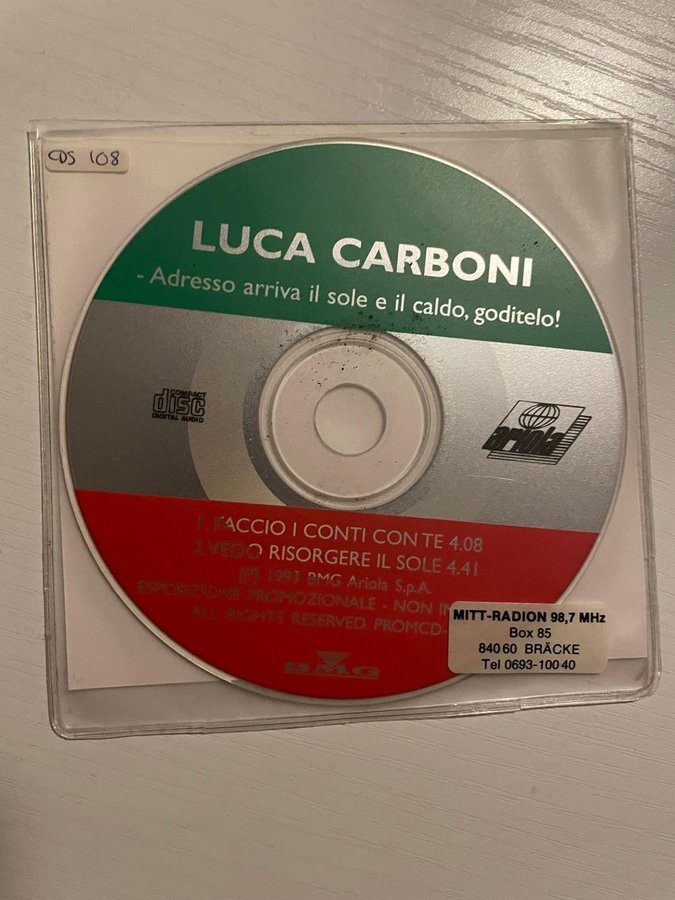 CDS 108
LUCA CARBONI
- Adresso arriva il sole e il caldo, goditelo!
COMPACT
disc
DIGITAL AUDIO
ariola
1. FACCIO I CONTI CON TE 4.08
2. VEDO RISORGERE IL SOLE 4.41
[P] 1993 BMG Ariola S.p.A.
ESPOSIZIONE PROMOZIONALE - NON IN
ALL RIGHTS RESERVED. PROMCD-
BMG
MITT-RADION 98,7 MHz
Box 85
840 60 BRÄCKE
Tel 0693-100 40